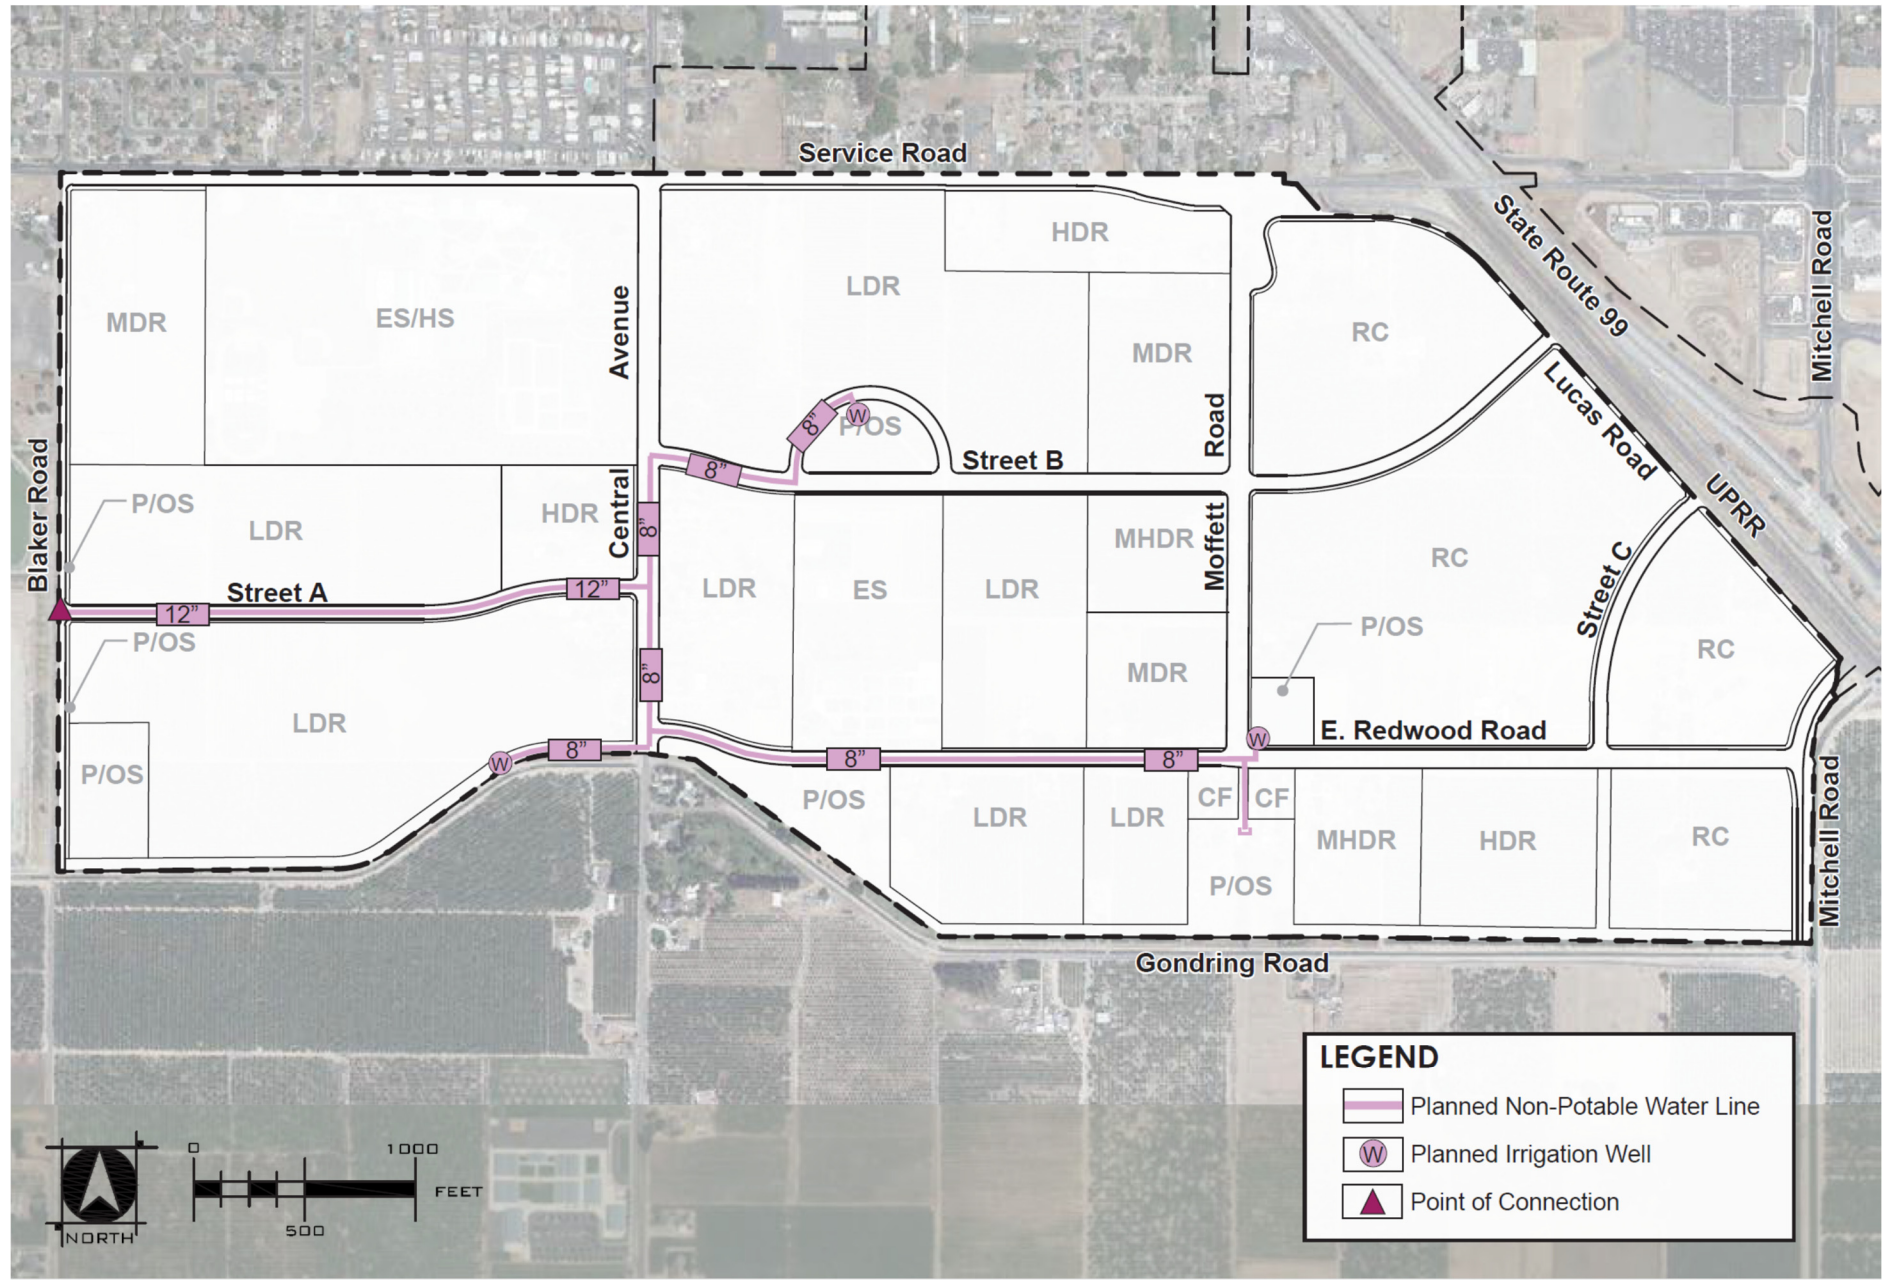 Service Road
State Route 99
Mitchell Road
HDR
LDR
MDR
ES/HS
Avenue
RC
MDR
Lucas Road
W
P/OS
8”
Road
Street B
8”
UPRR
Blaker Road
P/OS
LDR
HDR
Central
8”
MHDR
Moffett
RC
Street C
Street A
12”
12”
LDR
ES
LDR
P/OS
P/OS
8”
MDR
RC
LDR
W
E. Redwood Road
W
8”
8”
8”
P/OS
P/OS
LDR
LDR
CF
CF
MHDR
HDR
RC
Mitchell Road
P/OS
Gondring Road
LEGEND
Planned Non-Potable Water Line
W
Planned Irrigation Well
Point of Connection
NORTH
0
1000
FEET
500